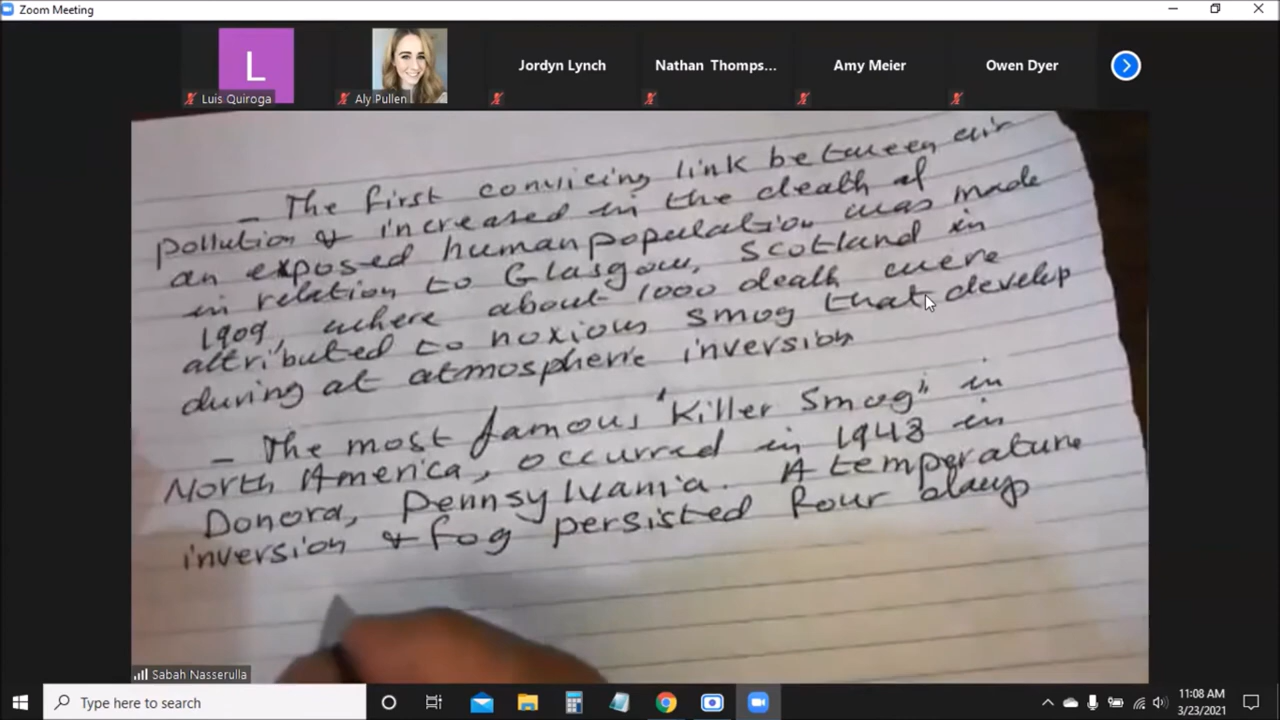 Zoom Meeting
L
Luis Quiroga
Aly Pullen
Jordyn Lynch
Nathan Thomps...
Amy Meier
Owen Dyer
- The first convicing link between air
pollution & increased in the death of
an exposed human population was made
in relation to Glasgow, Scotland in
1909, where about 1000 death were
attributed to noxious smog that develop
during at atmospheric inversion
- The most famous "Killer Smog" in
North America, occurred in 1948 in
Donora, Pennsylvania. A temperature
inversion & fog persisted four days
Sabah Nasserulla
Type here to search
11:08 AM
3/23/2021